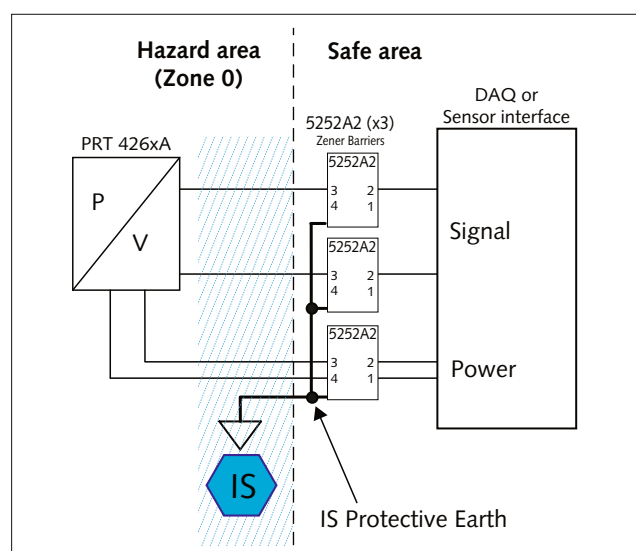 Hazard area
(Zone 0)
Safe area
DAQ or
Sensor interface
5252A2 (x3)
Zener Barriers
PRT 426xA
P
V
5252A2
3 2
4 1
Signal
5252A2
3 2
4 1
5252A2
3 2
4 1
Power
IS
IS Protective Earth